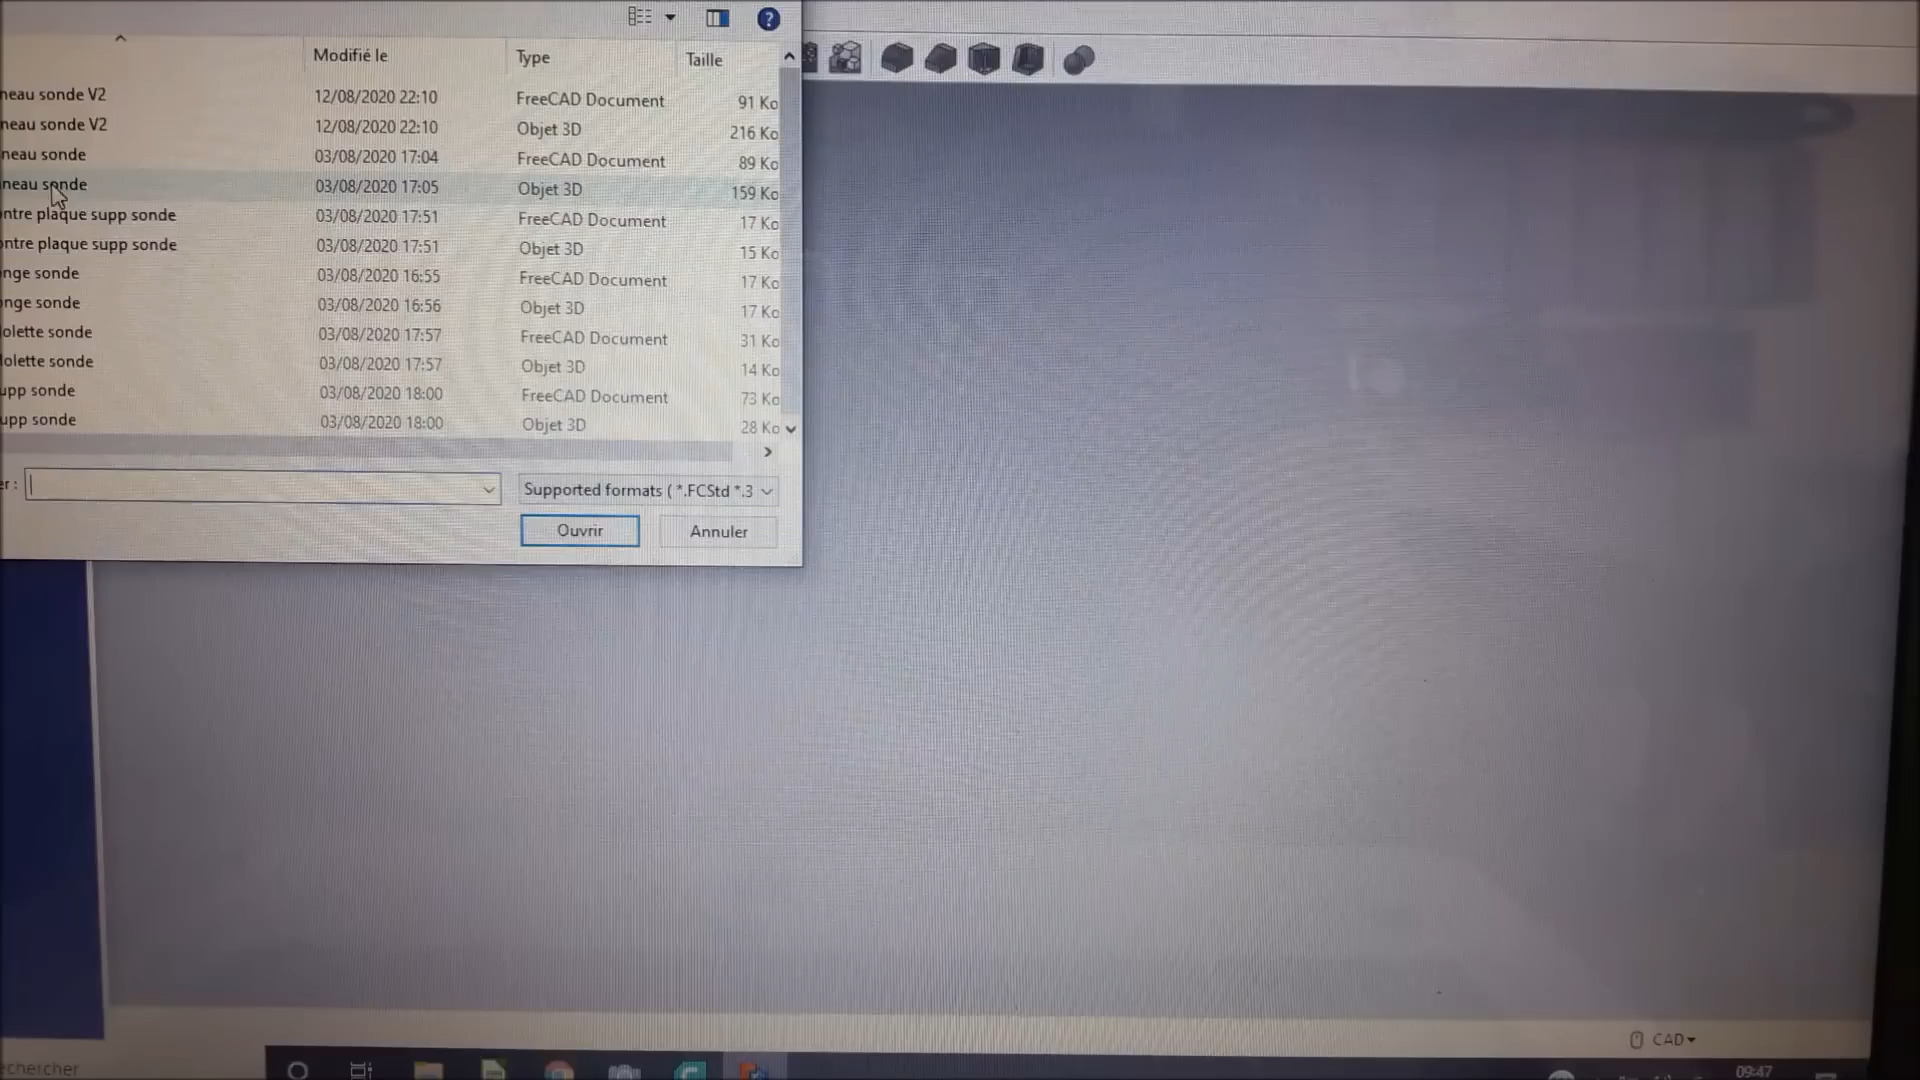 Modifié le Type Taille
neau sonde V2 12/08/2020 22:10 FreeCAD Document 91 Ko
neau sonde V2 12/08/2020 22:10 Objet 3D 216 Ko
neau sonde 03/08/2020 17:04 FreeCAD Document 89 Ko
neau sonde 03/08/2020 17:05 Objet 3D 159 Ko
ontre plaque supp sonde 03/08/2020 17:51 FreeCAD Document 17 Ko
ontre plaque supp sonde 03/08/2020 17:51 Objet 3D 15 Ko
onge sonde 03/08/2020 16:55 FreeCAD Document 17 Ko
onge sonde 03/08/2020 16:56 Objet 3D 17 Ko
olette sonde 03/08/2020 17:57 FreeCAD Document 31 Ko
olette sonde 03/08/2020 17:57 Objet 3D 14 Ko
upp sonde 03/08/2020 18:00 FreeCAD Document 73 Ko
upp sonde 03/08/2020 18:00 Objet 3D 28 Ko
er : Supported formats ( *.FCStd *.3
Ouvrir Annuler
CAD
echercher 09:47